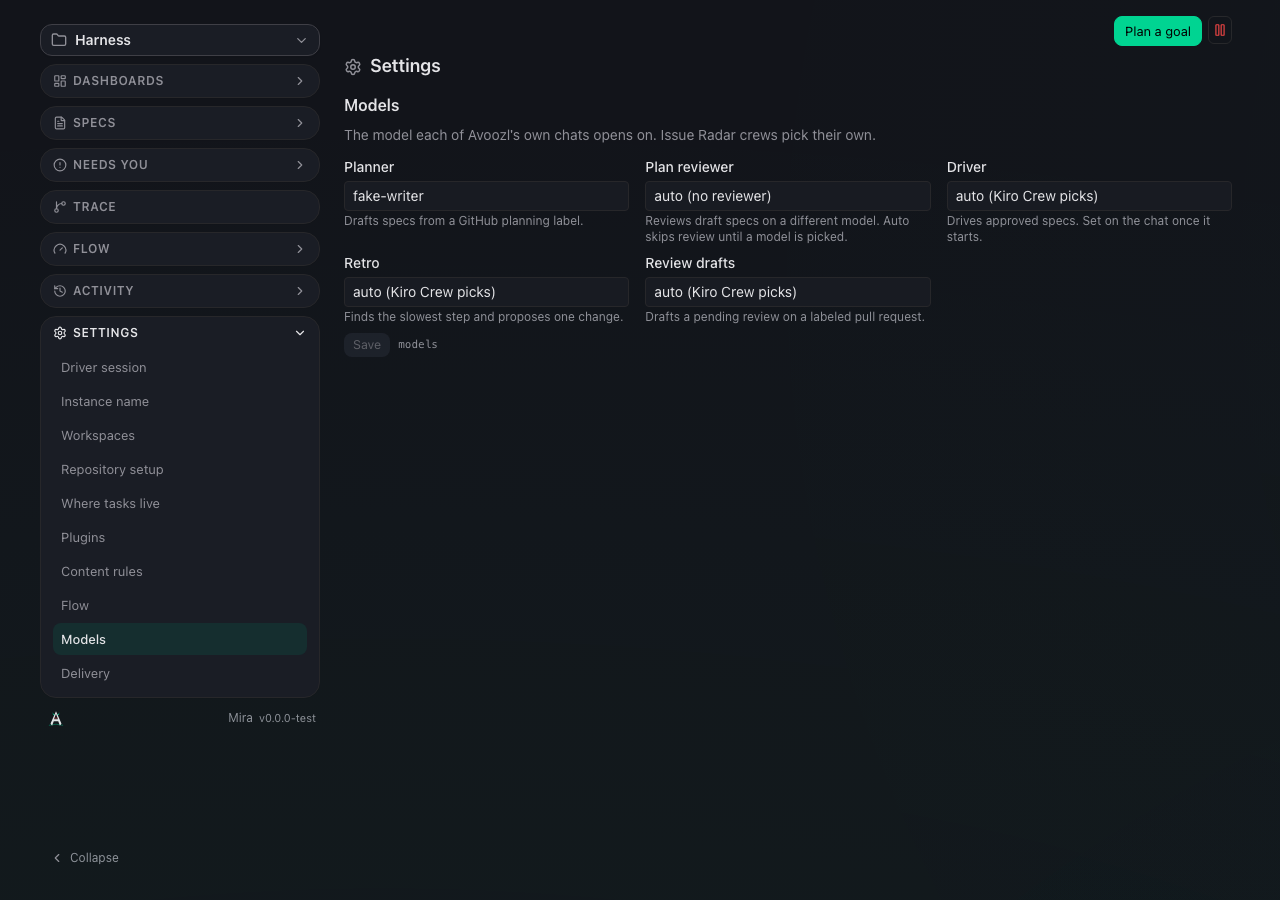 Harness
DASHBOARDS
SPECS
NEEDS YOU
TRACE
FLOW
ACTIVITY
SETTINGS
Driver session
Instance name
Workspaces
Repository setup
Where tasks live
Plugins
Content rules
Flow
Models
Delivery
A
Mira v0.0.0-test
Collapse
Plan a goal
Settings
Models
The model each of Avoozl's own chats opens on. Issue Radar crews pick their own.
Planner
fake-writer
Drafts specs from a GitHub planning label.
Plan reviewer
auto (no reviewer)
Reviews draft specs on a different model. Auto
skips review until a model is picked.
Driver
auto (Kiro Crew picks)
Drives approved specs. Set on the chat once it
starts.
Retro
auto (Kiro Crew picks)
Finds the slowest step and proposes one change.
Review drafts
auto (Kiro Crew picks)
Drafts a pending review on a labeled pull request.
Save models